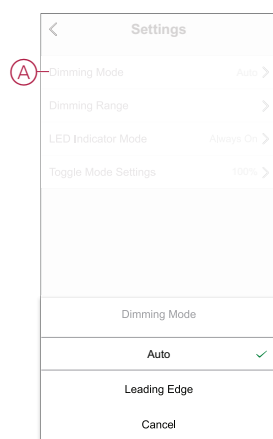 Settings
A
Dimming Mode Auto
Dimming Range
LED Indicator Mode Always On
Toggle Mode Settings 100%
Dimming Mode
Auto
Leading Edge
Cancel